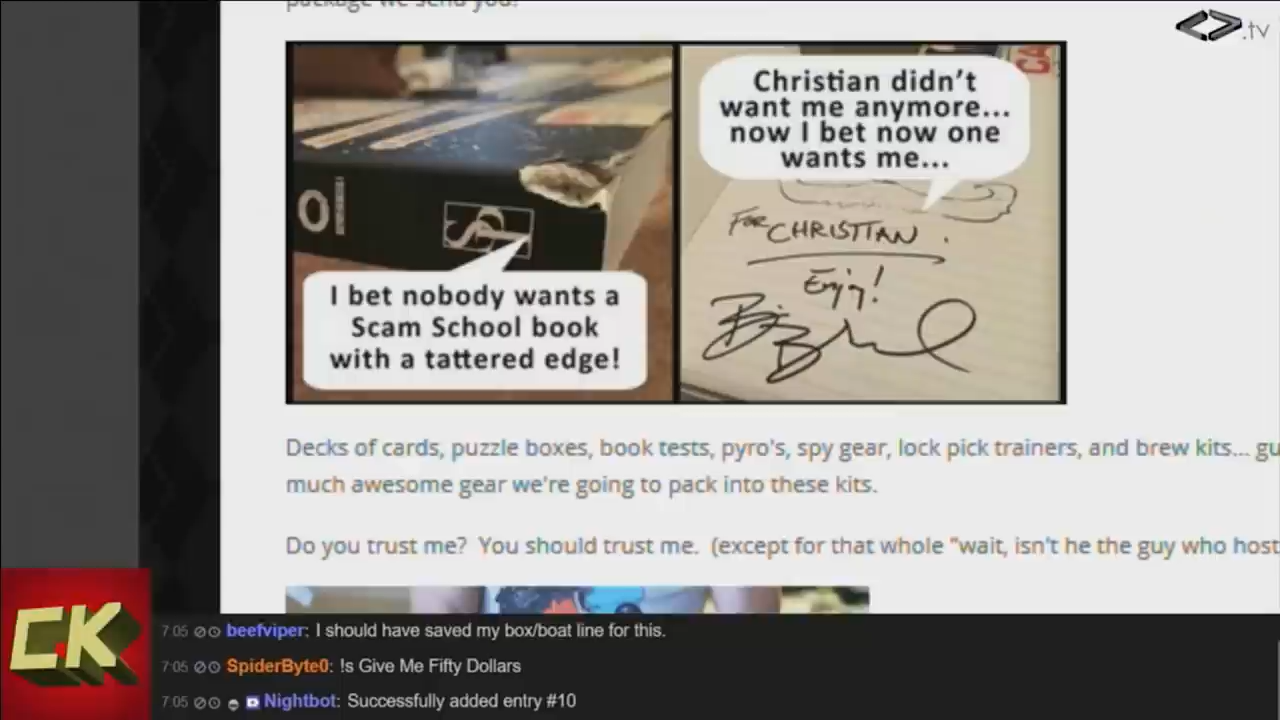 package we send you!
.tv
Christian didn't
want me anymore...
now I bet now one
wants me...
CA
O
SP
For CHRISTIAN.
Enjoy!
I bet nobody wants a
Scam School book
with a tattered edge!
Decks of cards, puzzle boxes, book tests, pyro's, spy gear, lock pick trainers, and brew kits... gu
much awesome gear we're going to pack into these kits.
Do you trust me? You should trust me. (except for that whole "wait, isn't he the guy who host
CK
7:05 beefviper: I should have saved my box/boat line for this.
7:05 SpiderByte0: !s Give Me Fifty Dollars
7:05 Nightbot: Successfully added entry #10